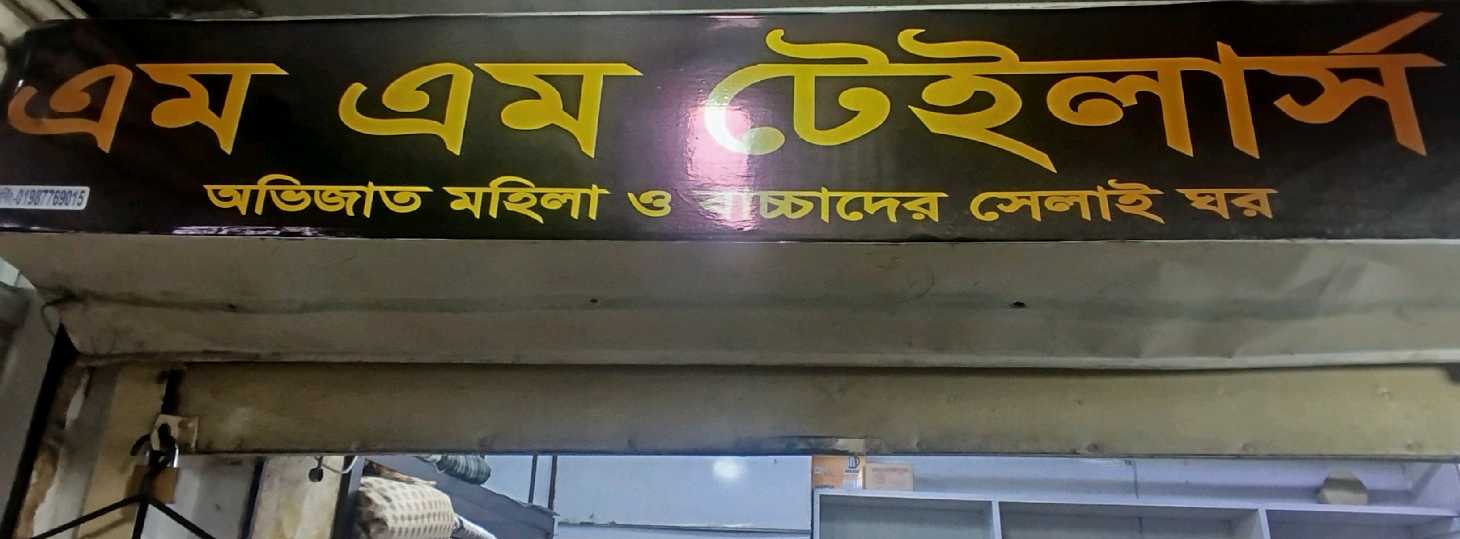 এম এম টেইলার্স
অভিজাত মহিলা ও বাচ্চাদের সেলাই ঘর
01987769015